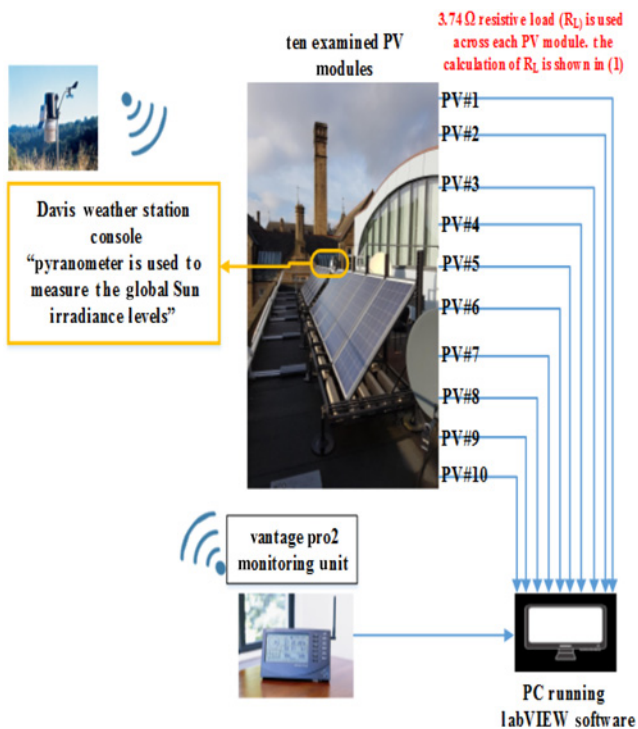 3.74 Ω resistive load (RL) is used
across each PV module. the
calculation of RL is shown in (1)
ten examined PV
modules
PV#1
PV#2
PV#3
PV#4
PV#5
PV#6
PV#7
PV#8
PV#9
PV#10
Davis weather station
console
“pyranometer is used to
measure the global Sun
irradiance levels”
vantage pro2
monitoring unit
PC running
labVIEW software